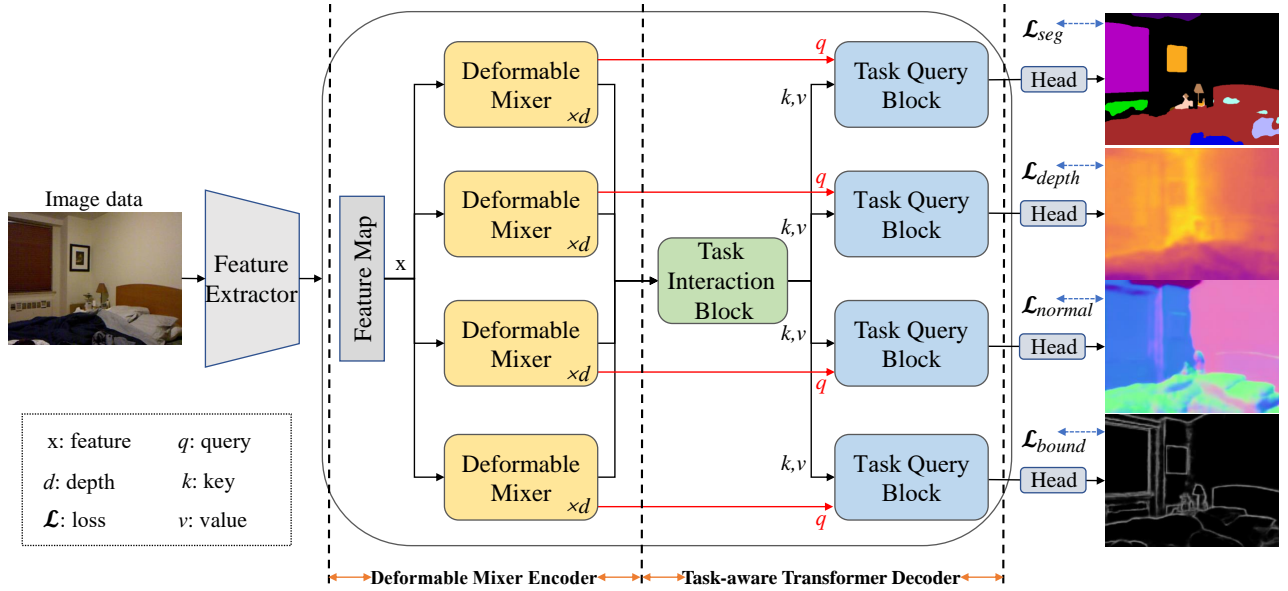 Image data
Feature
Extractor
Feature Map
x
Deformable
Mixer
×d
Deformable
Mixer
×d
Deformable
Mixer
×d
Deformable
Mixer
×d
Task
Interaction
Block
q
k,v
Task Query
Block
q
k,v
Task Query
Block
k,v
q
Task Query
Block
k,v
q
Task Query
Block
Head
Head
Head
Head
ℒseg
ℒdepth
ℒnormal
ℒbound
x: feature
q: query
d: depth
k: key
ℒ: loss
v: value
Deformable Mixer Encoder
Task-aware Transformer Decoder